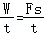 W/t = Fs/t